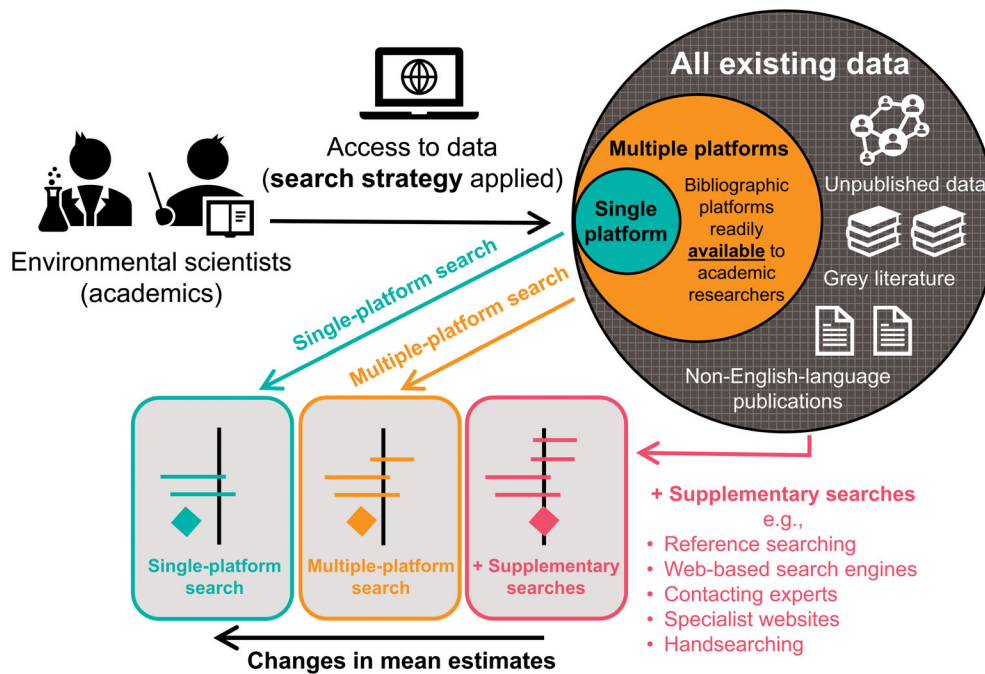 All existing data
Access to data
(search strategy applied)
Environmental scientists
(academics)
Multiple platforms
Single
platform
Bibliographic
platforms
readily
available to
academic
researchers
Unpublished data
Grey literature
Non-English-language
publications
Single-platform search
Multiple-platform search
Single-platform
search
Multiple-platform
search
+ Supplementary
searches
Changes in mean estimates
+ Supplementary searches
e.g.,
• Reference searching
• Web-based search engines
• Contacting experts
• Specialist websites
• Handsearching